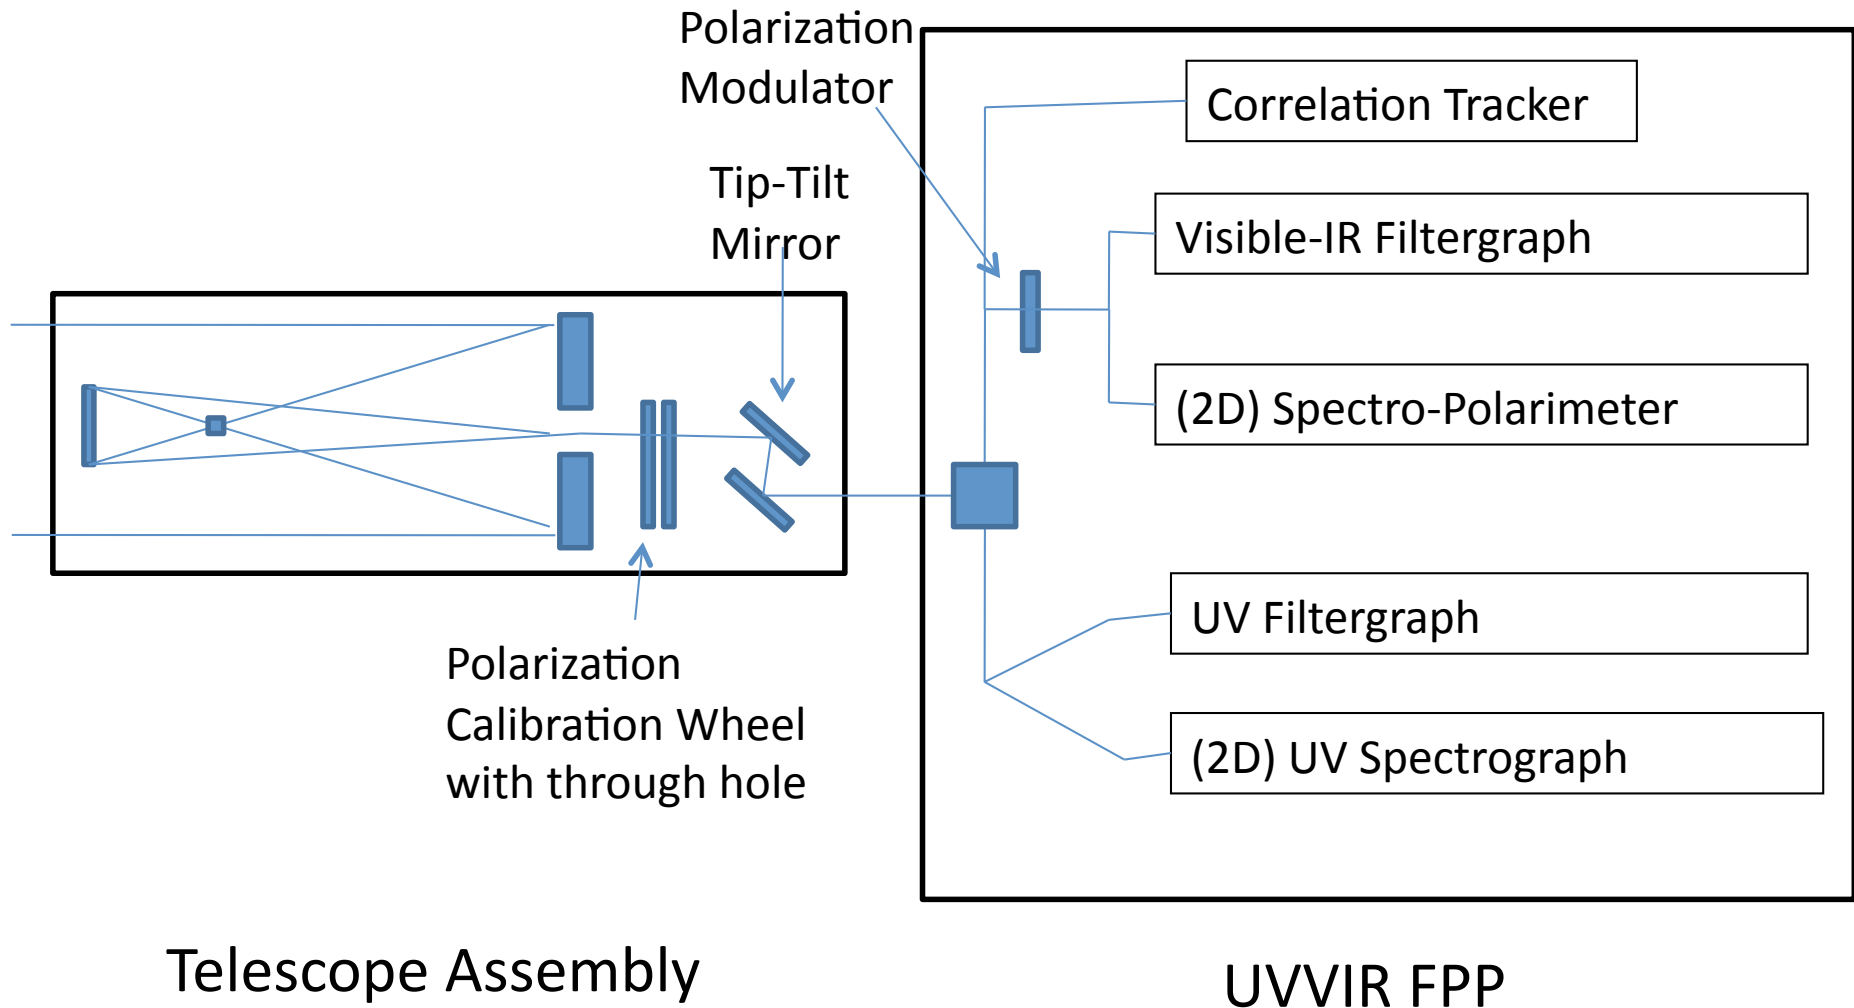 Polarization
Modulator
Tip-Tilt
Mirror
Correlation Tracker
Visible-IR Filtergraph
(2D) Spectro-Polarimeter
UV Filtergraph
(2D) UV Spectrograph
Polarization
Calibration Wheel
with through hole
Telescope Assembly
UVVIR FPP